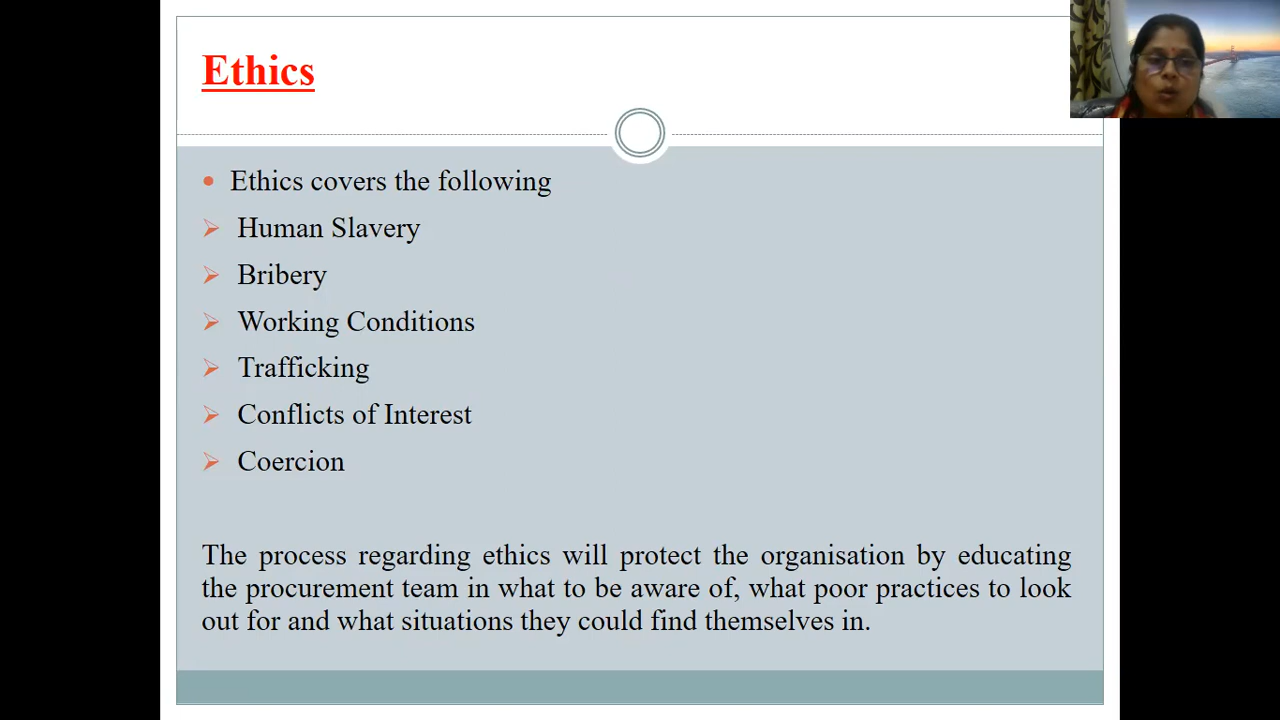 Ethics
Ethics covers the following
Human Slavery
Bribery
Working Conditions
Trafficking
Conflicts of Interest
Coercion
The process regarding ethics will protect the organisation by educating
the procurement team in what to be aware of, what poor practices to look
out for and what situations they could find themselves in.